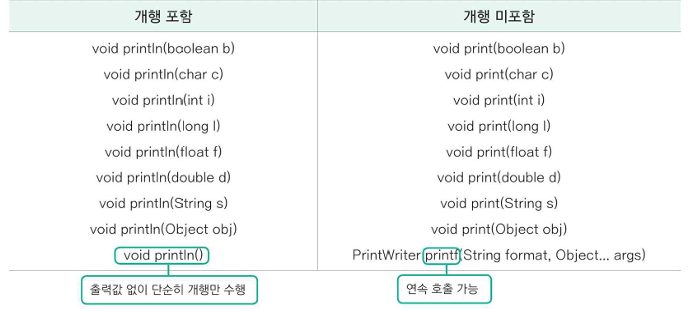 개행 포함 개행 미포함
void println(boolean b) void print(boolean b)
void println(char c) void print(char c)
void println(int i) void print(int i)
void println(long l) void print(long l)
void println(float f) void print(float f)
void println(double d) void print(double d)
void println(String s) void print(String s)
void println(Object obj) void print(Object obj)
void println() PrintWriter printf(String format, Object... args)
출력값 없이 단순히 개행만 수행 연속 호출 가능